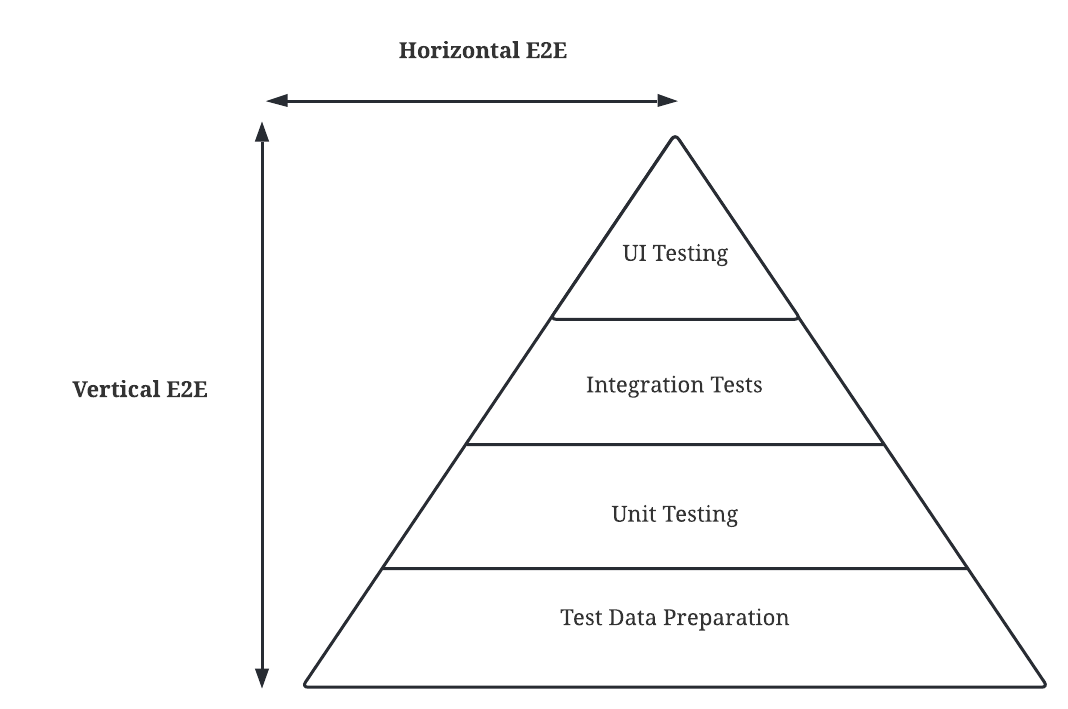 Horizontal E2E
UI Testing
Integration Tests
Vertical E2E
Unit Testing
Test Data Preparation